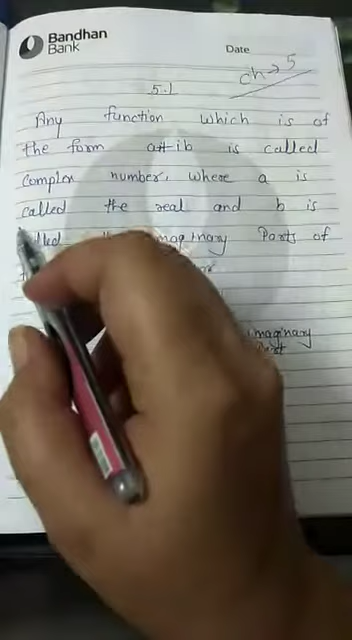 Bandhan
Bank
Date
ch → 5
5.1
Any function which is of
the form a+ib is called
complex number, where a is
called the real and b is
imaginary Parts of
imaginary